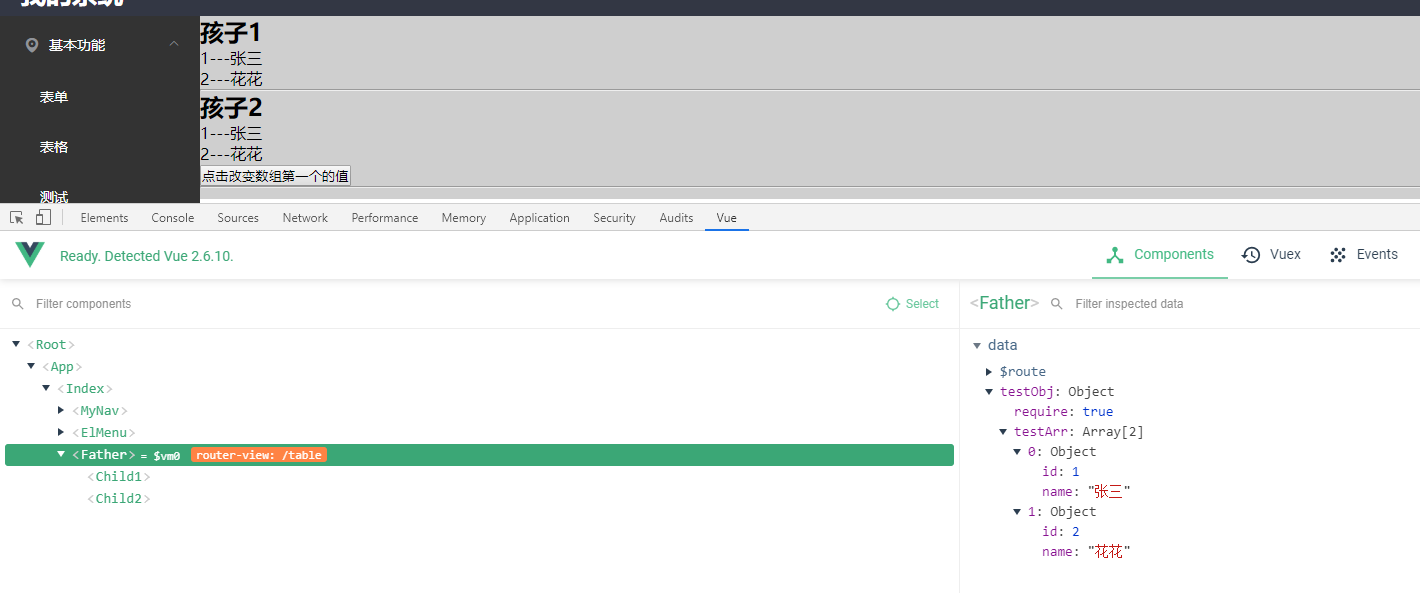 我的系统
基本功能
表单
表格
测试
孩子1
1---张三
2---花花
孩子2
1---张三
2---花花
点击改变数组第一个的值
Elements Console Sources Network Performance Memory Application Security Audits Vue
Ready. Detected Vue 2.6.10.
Components Vuex Events
Filter components
Select
<Root>
<App>
<Index>
<MyNav>
<ElMenu>
<Father> = $vm0 router-view: /table
<Child1>
<Child2>
<Father> Filter inspected data
data
$route
testObj: Object
require: true
testArr: Array[2]
0: Object
id: 1
name: "张三"
1: Object
id: 2
name: "花花"